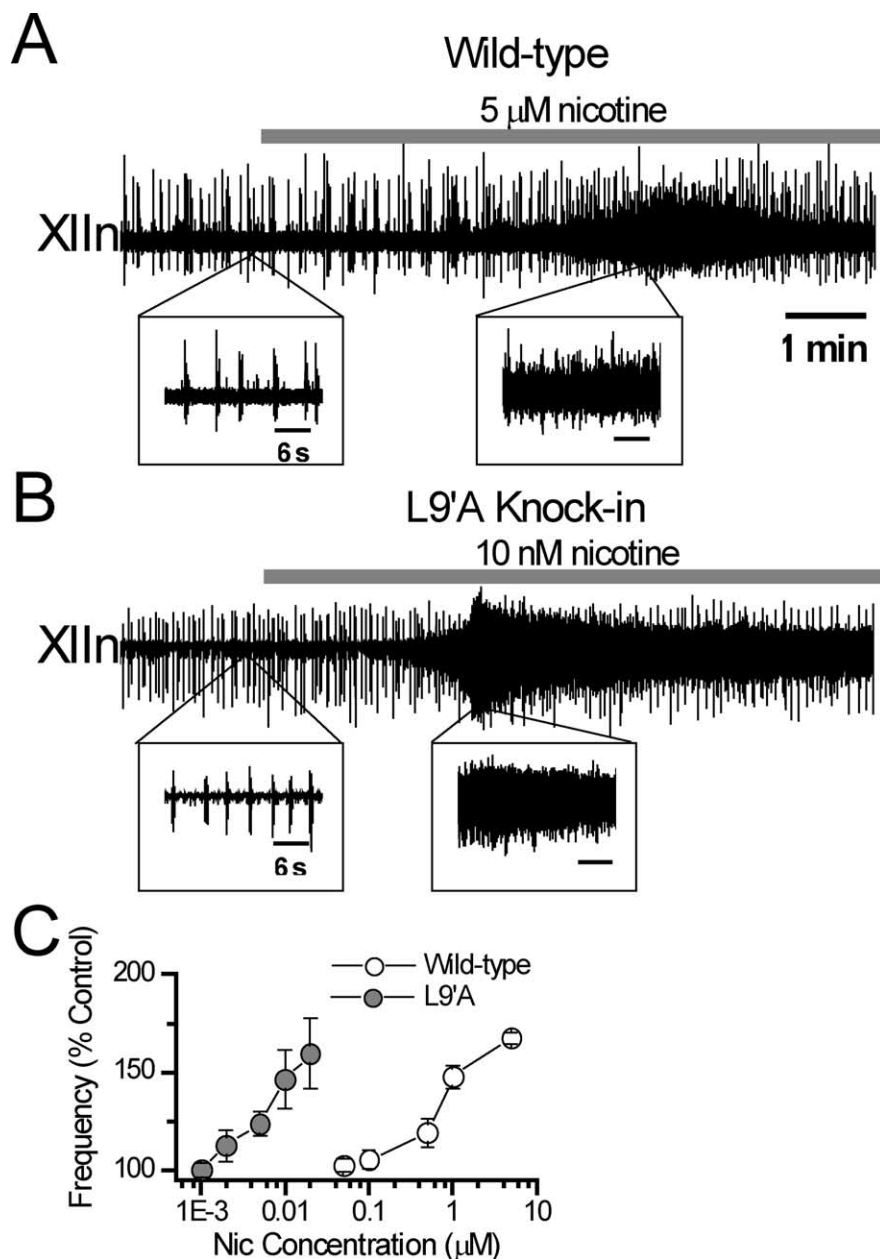 A
Wild-type
5 μM nicotine
XIIn
1 min
6 s
B
L9'A Knock-in
10 nM nicotine
XIIn
6 s
C
Frequency (% Control)
200
150
100
Wild-type
L9'A
1E-3 0.01 0.1 1 10
Nic Concentration (μM)